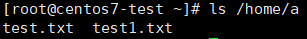 [root@centos7-test ~]# ls /home/a
test.txt  test1.txt